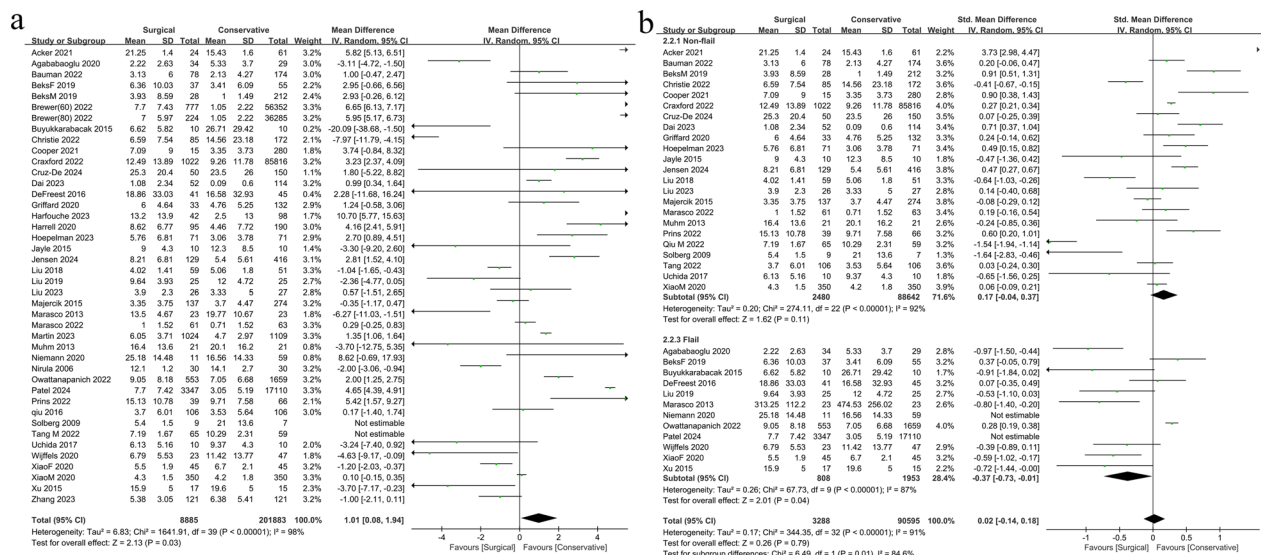 a
Surgical Conservative Mean Difference Mean Difference
Study or Subgroup Mean SD Total Mean SD Total Weight IV. Random. 95% CI IV. Random. 95% CI
Acker 2021 21.25 1.4 24 15.43 1.6 61 2.9% 5.82 [5.13, 6.51]
Agababaoglu 2020 2.22 2.63 34 5.33 3.7 29 2.8% -3.11 [-4.72, -1.50]
Bauman 2022 3.13 6 78 2.13 4.27 174 2.8% 1.00 [-0.47, 2.47]
BeksF 2019 6.36 10.03 37 3.41 6.09 55 2.3% 2.95 [-0.66, 6.56]
BeksM 2019 3.93 8.59 28 1 1.49 212 2.4% 2.93 [-0.26, 6.12]
Brewer(60) 2022 7.7 7.43 777 1.05 2.22 56352 2.9% 6.65 [6.13, 7.17]
Brewer(80) 2022 7 5.97 224 1.05 2.22 36285 2.9% 5.95 [5.17, 6.73]
Buyukkarabacak 2015 6.62 5.82 10 26.71 29.42 10 0.2% -20.09 [-38.68, -1.50]
Christie 2022 6.59 7.54 85 14.56 23.18 172 2.2% -7.97 [-11.79, -4.15]
Cooper 2021 7.09 9 15 3.35 3.73 280 2.0% 3.74 [-0.84, 8.32]
Craxford 2022 12.49 13.89 1022 9.26 11.78 85816 2.9% 3.23 [2.37, 4.09]
Cruz-De 2024 25.3 20.4 50 23.5 26 150 1.2% 1.80 [-5.22, 8.82]
Dai 2023 1.08 2.34 52 0.09 0.6 114 2.9% 0.99 [0.34, 1.64]
DeFreest 2016 18.86 33.03 41 16.58 32.93 45 0.4% 2.28 [-11.68, 16.24]
Griffard 2020 6 4.64 33 4.76 5.25 132 2.7% 1.24 [-0.58, 3.06]
Harfouche 2023 13.2 13.9 42 2.5 13 98 1.8% 10.70 [5.77, 15.63]
Harrell 2020 8.62 6.77 95 4.46 7.72 190 2.7% 4.16 [2.41, 5.91]
Hoepelman 2023 5.76 6.81 71 3.06 3.78 71 2.7% 2.70 [0.89, 4.51]
Jayle 2015 9 4.3 10 12.3 8.5 10 1.5% -3.30 [-9.20, 2.60]
Jensen 2024 8.21 6.81 129 5.4 5.61 416 2.8% 2.81 [1.52, 4.10]
Liu 2018 4.02 1.41 59 5.06 1.8 51 2.9% -1.04 [-1.65, -0.43]
Liu 2019 9.64 3.93 25 12 4.72 25 2.6% -2.36 [-4.77, 0.05]
Liu 2023 3.9 2.3 26 3.33 5 27 2.7% 0.57 [-1.51, 2.65]
Majercik 2015 3.35 3.75 137 3.7 4.47 274 2.9% -0.35 [-1.17, 0.47]
Marasco 2013 13.5 4.67 23 19.77 10.67 23 1.9% -6.27 [-11.03, -1.51]
Marasco 2022 1 1.52 61 0.71 1.52 63 2.9% 0.29 [-0.25, 0.83]
Martin 2023 6.05 3.71 1024 4.7 2.97 1109 2.9% 1.35 [1.06, 1.64]
Muhm 2013 16.4 13.6 21 20.1 16.2 21 0.9% -3.70 [-12.75, 5.35]
Niemann 2020 25.18 14.48 11 16.56 14.33 59 0.8% 8.62 [-0.69, 17.93]
Nirula 2006 12.1 1.2 30 14.1 2.7 30 2.9% -2.00 [-3.06, -0.94]
Owattanapanich 2022 9.05 8.18 553 7.05 6.68 1659 2.9% 2.00 [1.25, 2.75]
Patel 2024 7.7 7.42 3347 3.05 5.19 17110 2.9% 4.65 [4.39, 4.91]
Prins 2022 15.13 10.78 39 9.71 7.58 66 2.2% 5.42 [1.57, 9.27]
qiu 2016 3.7 6.01 106 3.53 5.64 106 2.8% 0.17 [-1.40, 1.74]
Solberg 2009 5.4 1.5 9 21 13.6 7 Not estimable
Tang M 2022 7.19 1.67 65 10.29 2.31 59 Not estimable
Uchida 2017 6.13 5.16 10 9.37 4.3 10 2.1% -3.24 [-7.40, 0.92]
Wijffels 2020 6.79 5.53 23 11.42 13.77 47 2.0% -4.63 [-9.17, -0.09]
XiaoF 2020 5.5 1.9 45 6.7 2.1 45 2.9% -1.20 [-2.03, -0.37]
XiaoM 2020 4.3 1.5 350 4.2 1.8 350 2.9% 0.10 [-0.15, 0.35]
Xu 2015 15.9 5 17 19.6 5 15 2.3% -3.70 [-7.17, -0.23]
Zhang 2023 5.38 3.05 121 6.38 5.41 121 2.9% -1.00 [-2.11, 0.11]
Total (95% CI) 8885 201883 100.0% 1.01 [0.08, 1.94]
Heterogeneity: Tau² = 6.83; Chi² = 1641.91, df = 39 (P < 0.00001); I² = 98%
Test for overall effect: Z = 2.13 (P = 0.03)
-4 -2 0 2 4
Favours [Surgical] Favours [Conservative]
b
Surgical Conservative Std. Mean Difference Std. Mean Difference
Study or Subgroup Mean SD Total Mean SD Total Weight IV. Random. 95% CI IV. Random. 95% CI
2.2.1 Non-flail
Acker 2021 21.25 1.4 24 15.43 1.6 61 2.6% 3.73 [2.98, 4.47]
Bauman 2022 3.13 6 78 2.13 4.27 174 3.7% 0.20 [-0.06, 0.47]
BeksM 2019 3.93 8.59 28 1 1.49 212 3.4% 0.91 [0.51, 1.31]
Christie 2022 6.59 7.54 85 14.56 23.18 172 3.7% -0.41 [-0.67, -0.15]
Cooper 2021 7.09 9 15 3.35 3.73 280 3.1% 0.90 [0.38, 1.43]
Craxford 2022 12.49 13.89 1022 9.26 11.78 85816 4.0% 0.27 [0.21, 0.34]
Cruz-De 2024 25.3 20.4 50 23.5 26 150 3.6% 0.07 [-0.25, 0.39]
Dai 2023 1.08 2.34 52 0.09 0.6 114 3.6% 0.71 [0.37, 1.04]
Griffard 2020 6 4.64 33 4.76 5.25 132 3.5% 0.24 [-0.14, 0.62]
Hoepelman 2023 5.76 6.81 71 3.06 3.78 71 3.6% 0.49 [0.15, 0.82]
Jayle 2015 9 4.3 10 12.3 8.5 10 2.2% -0.47 [-1.36, 0.42]
Jensen 2024 8.21 6.81 129 5.4 5.61 416 3.8% 0.47 [0.27, 0.67]
Liu 2018 4.02 1.41 59 5.06 1.8 51 3.4% -0.64 [-1.03, -0.26]
Liu 2023 3.9 2.3 26 3.33 5 27 3.1% 0.14 [-0.40, 0.68]
Majercik 2015 3.35 3.75 137 3.7 4.47 274 3.8% -0.08 [-0.29, 0.12]
Marasco 2022 1 1.52 61 0.71 1.52 63 3.5% 0.19 [-0.16, 0.54]
Muhm 2013 16.4 13.6 21 20.1 16.2 21 2.9% -0.24 [-0.85, 0.36]
Prins 2022 15.13 10.78 39 9.71 7.58 66 3.4% 0.60 [0.20, 1.01]
Qiu M 2022 7.19 1.67 65 10.29 2.31 59 3.4% -1.54 [-1.94, -1.14]
Solberg 2009 5.4 1.5 9 21 13.6 7 1.6% -1.64 [-2.83, -0.46]
Tang 2022 3.7 6.01 106 3.53 5.64 106 3.7% 0.03 [-0.24, 0.30]
Uchida 2017 6.13 5.16 10 9.37 4.3 10 2.1% -0.65 [-1.56, 0.25]
XiaoM 2020 4.3 1.5 350 4.2 1.8 350 3.9% 0.06 [-0.09, 0.21]
Subtotal (95% CI) 2480 88642 71.6% 0.17 [-0.04, 0.37]
Heterogeneity: Tau² = 0.20; Chi² = 274.11, df = 22 (P < 0.00001); I² = 92%
Test for overall effect: Z = 1.62 (P = 0.11)
2.2.3 Flail
Agababaoglu 2020 2.22 2.63 34 5.33 3.7 29 3.1% -0.97 [-1.50, -0.44]
BeksF 2019 6.36 10.03 37 3.41 6.09 55 3.4% 0.37 [-0.05, 0.79]
Buyukkarabacak 2015 6.62 5.82 10 26.71 29.42 10 2.1% -0.91 [-1.84, 0.02]
DeFreest 2016 18.86 33.03 41 16.58 32.93 45 3.4% 0.07 [-0.35, 0.49]
Liu 2019 9.64 3.93 25 12 4.72 25 3.0% -0.53 [-1.10, 0.03]
Marasco 2013 313.25 112.2 23 474.53 256.02 23 2.9% -0.80 [-1.40, -0.20]
Niemann 2020 25.18 14.48 11 16.56 14.33 59 Not estimable
Owattanapanich 2022 9.05 8.18 553 7.05 6.68 1659 4.0% 0.28 [0.19, 0.38]
Patel 2024 7.7 7.42 3347 3.05 5.19 17110 Not estimable
Wijffels 2020 6.79 5.53 23 11.42 13.77 47 3.2% -0.39 [-0.89, 0.11]
XiaoF 2020 5.5 1.9 45 6.7 2.1 45 3.4% -0.59 [-1.02, -0.17]
Xu 2015 15.9 5 17 19.6 5 15 2.6% -0.72 [-1.44, -0.00]
Subtotal (95% CI) 808 1953 28.4% -0.37 [-0.73, -0.01]
Heterogeneity: Tau² = 0.26; Chi² = 67.73, df = 9 (P < 0.00001); I² = 87%
Test for overall effect: Z = 2.01 (P = 0.04)
Total (95% CI) 3288 90595 100.0% 0.02 [-0.14, 0.18]
Heterogeneity: Tau² = 0.17; Chi² = 344.35, df = 32 (P < 0.00001); I² = 91%
Test for overall effect: Z = 0.26 (P = 0.79)
Test for subgroup differences: Chi² = 6.49, df = 1 (P = 0.01), I² = 84.6%
-1 -0.5 0 0.5 1
Favours [Surgical] Favours [Conservative]